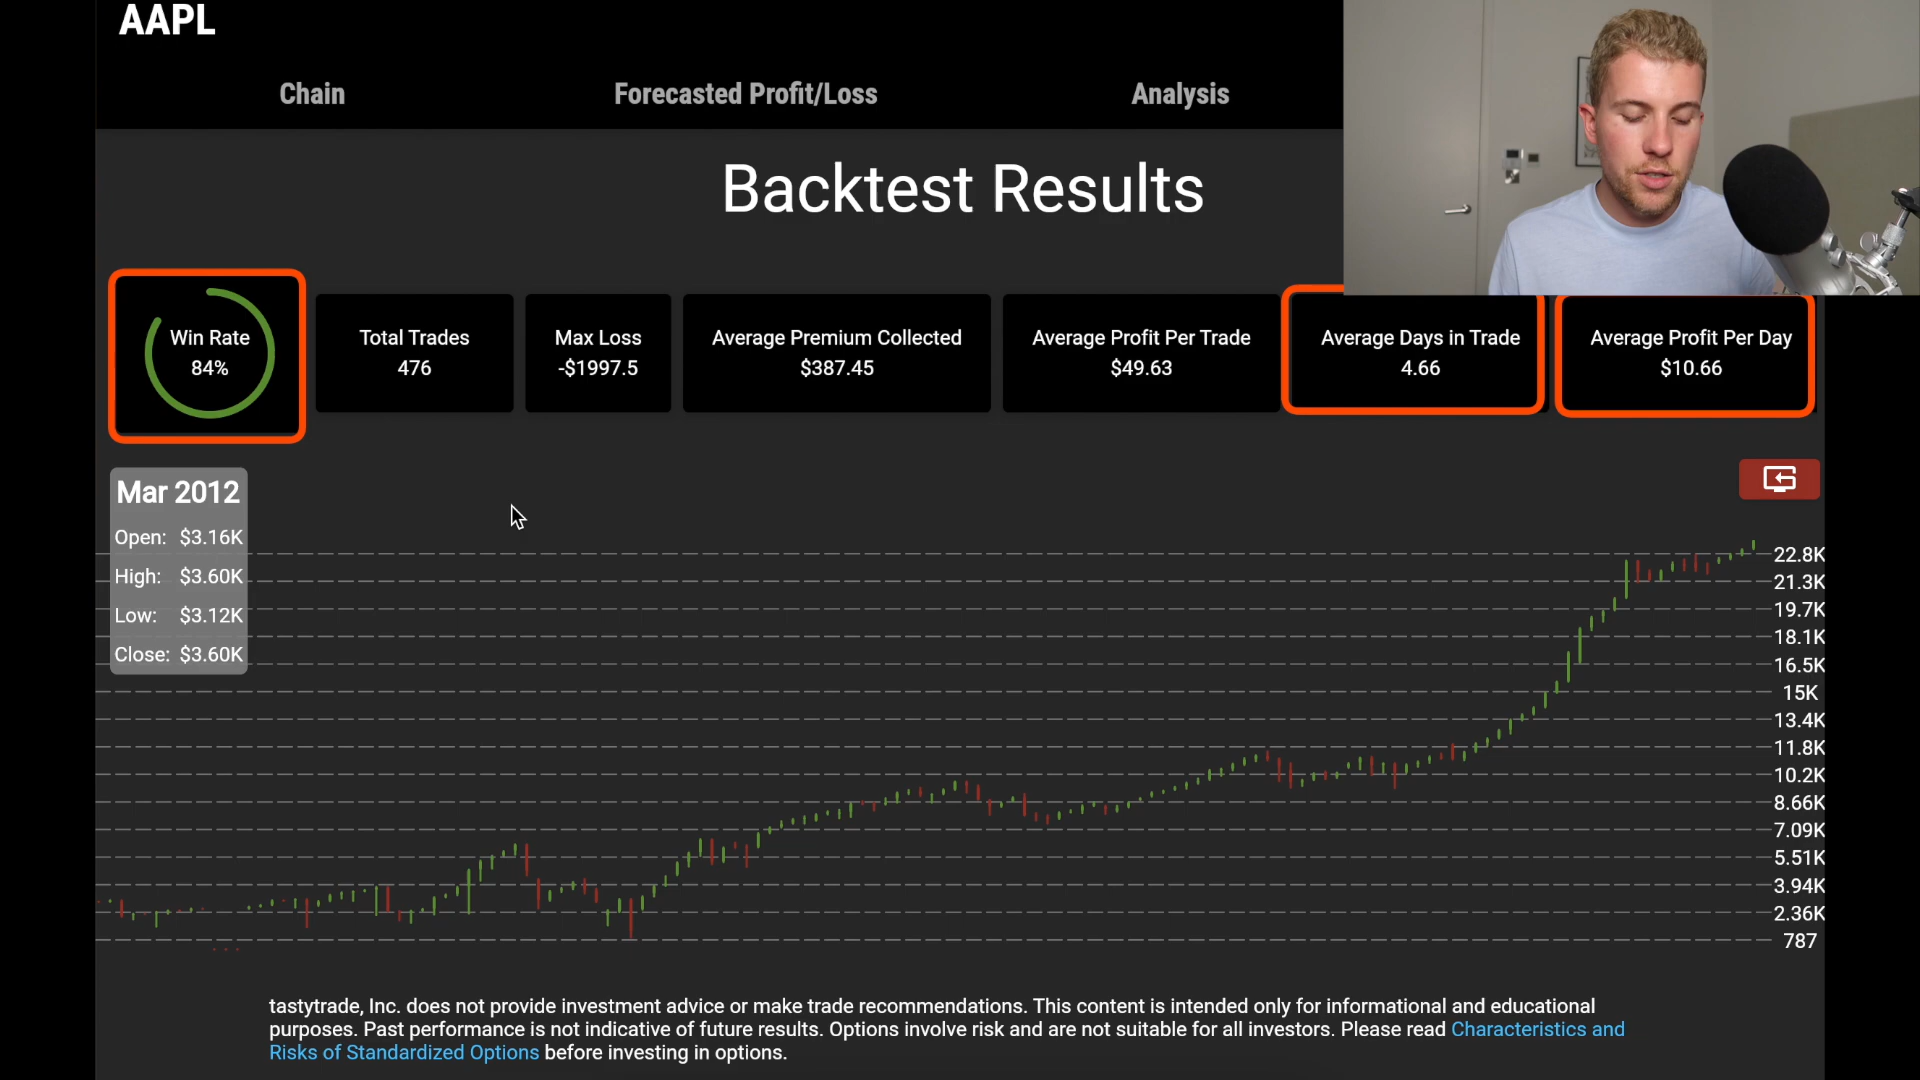 AAPL
Chain
Forecasted Profit/Loss
Analysis
Backtest Results
Win Rate
84%
Total Trades
476
Max Loss
-$1997.5
Average Premium Collected
$387.45
Average Profit Per Trade
$49.63
Average Days in Trade
4.66
Average Profit Per Day
$10.66
Mar 2012
Open: $3.16K
High: $3.60K
Low: $3.12K
Close: $3.60K
22.8K
21.3K
19.7K
18.1K
16.5K
15K
13.4K
11.8K
10.2K
8.66K
7.09K
5.51K
3.94K
2.36K
787
tastytrade, Inc. does not provide investment advice or make trade recommendations. This content is intended only for informational and educational
purposes. Past performance is not indicative of future results. Options involve risk and are not suitable for all investors. Please read Characteristics and
Risks of Standardized Options before investing in options.